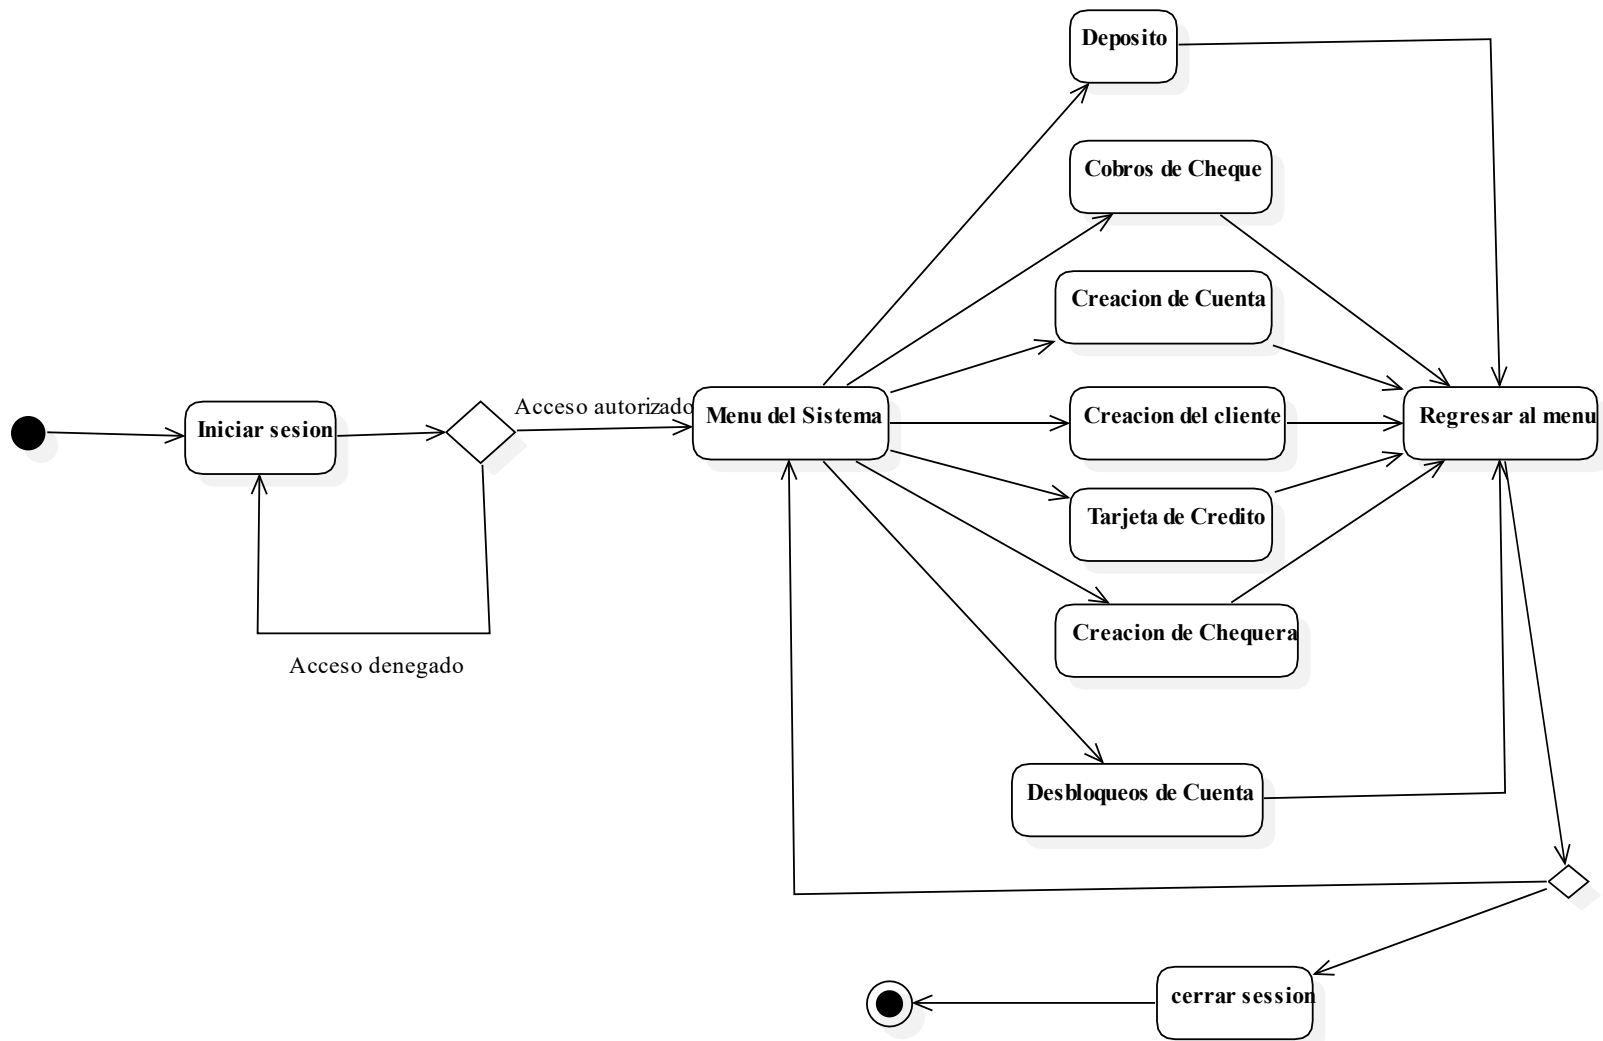 Deposito
Cobros de Cheque
Creacion de Cuenta
Iniciar sesion
Acceso autorizado
Menu del Sistema
Creacion del cliente
Regresar al menu
Tarjeta de Credito
Creacion de Chequera
Acceso denegado
Desbloqueos de Cuenta
cerrar session